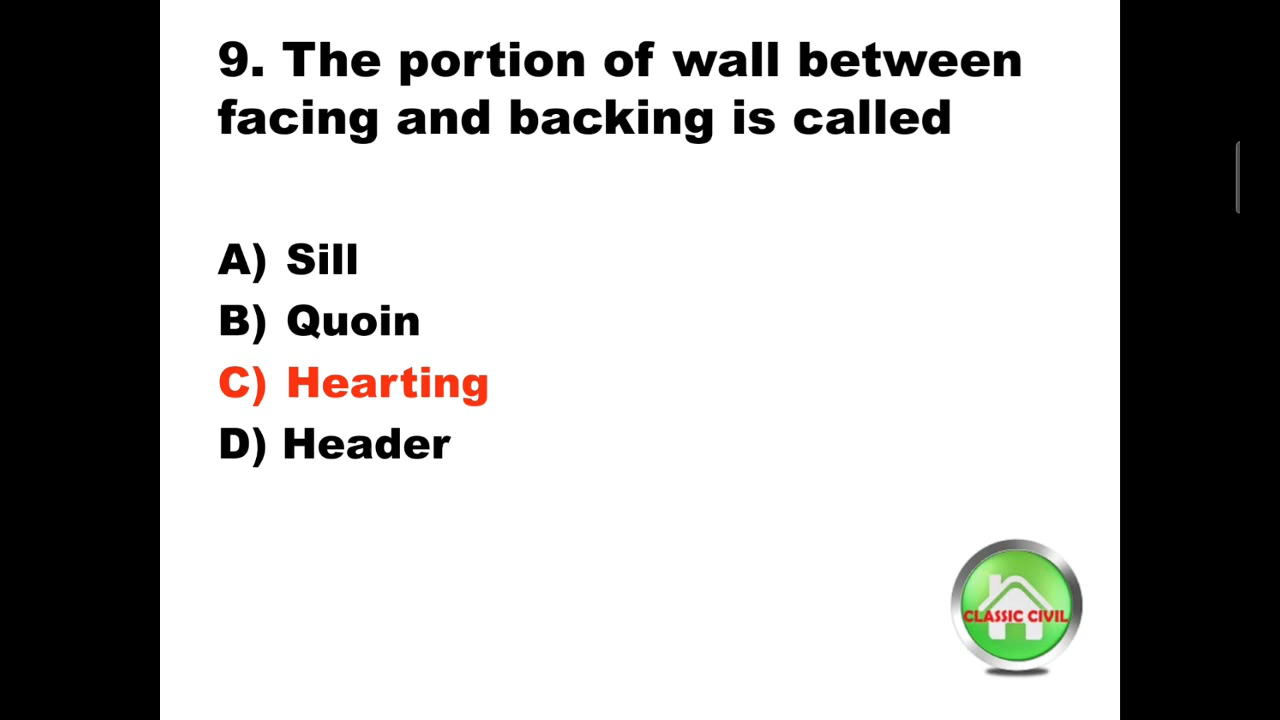 9. The portion of wall between
facing and backing is called
A) Sill
B) Quoin
C) Hearting
D) Header
CLASSIC CIVIL